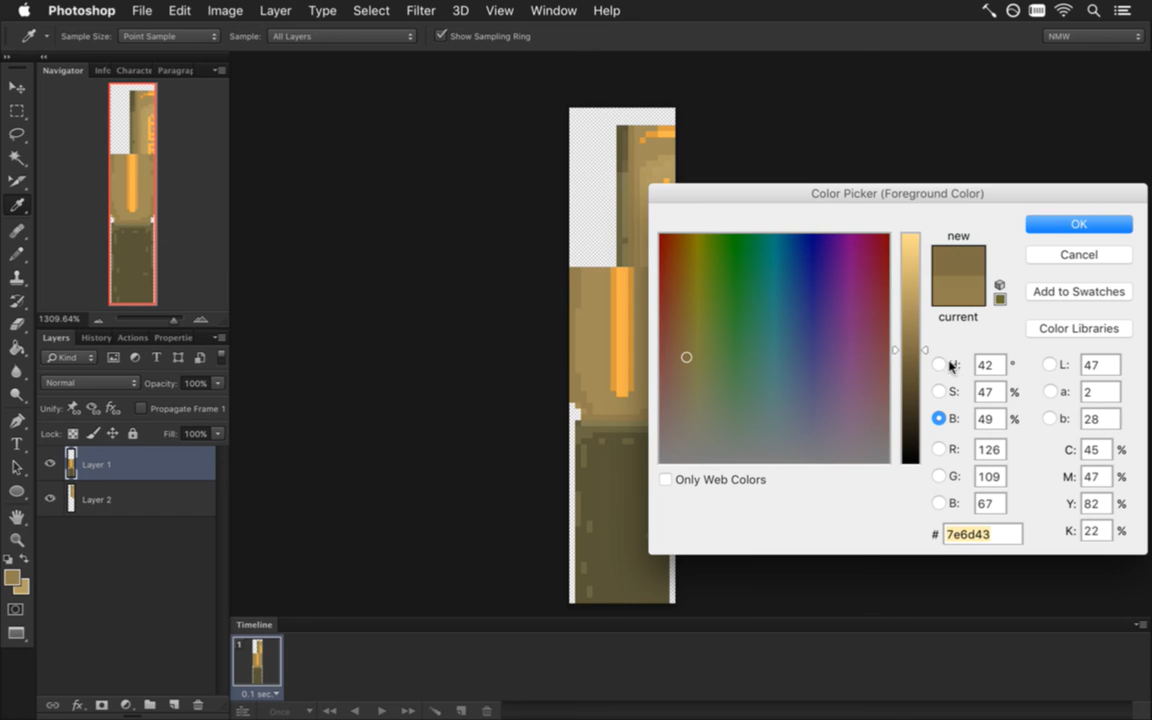 Photoshop File Edit Image Layer Type Select Filter 3D View Window Help
Sample Size: Point Sample Sample: All Layers Show Sampling Ring NMW
Navigator Info Characte Paragrap
1309.64%
Layers History Actions Propertie
Kind
Normal Opacity: 100%
Unify: Propagate Frame 1
Lock: Fill: 100%
Layer 1
Layer 2
Color Picker (Foreground Color)
new
current
OK
Cancel
Add to Swatches
Color Libraries
H: 42 ° L: 47
S: 47 % a: 2
B: 49 % b: 28
R: 126 C: 45 %
G: 109 M: 47 %
B: 67 Y: 82 %
# 7e6d43 K: 22 %
Only Web Colors
Timeline
1
0.1 sec.
Once